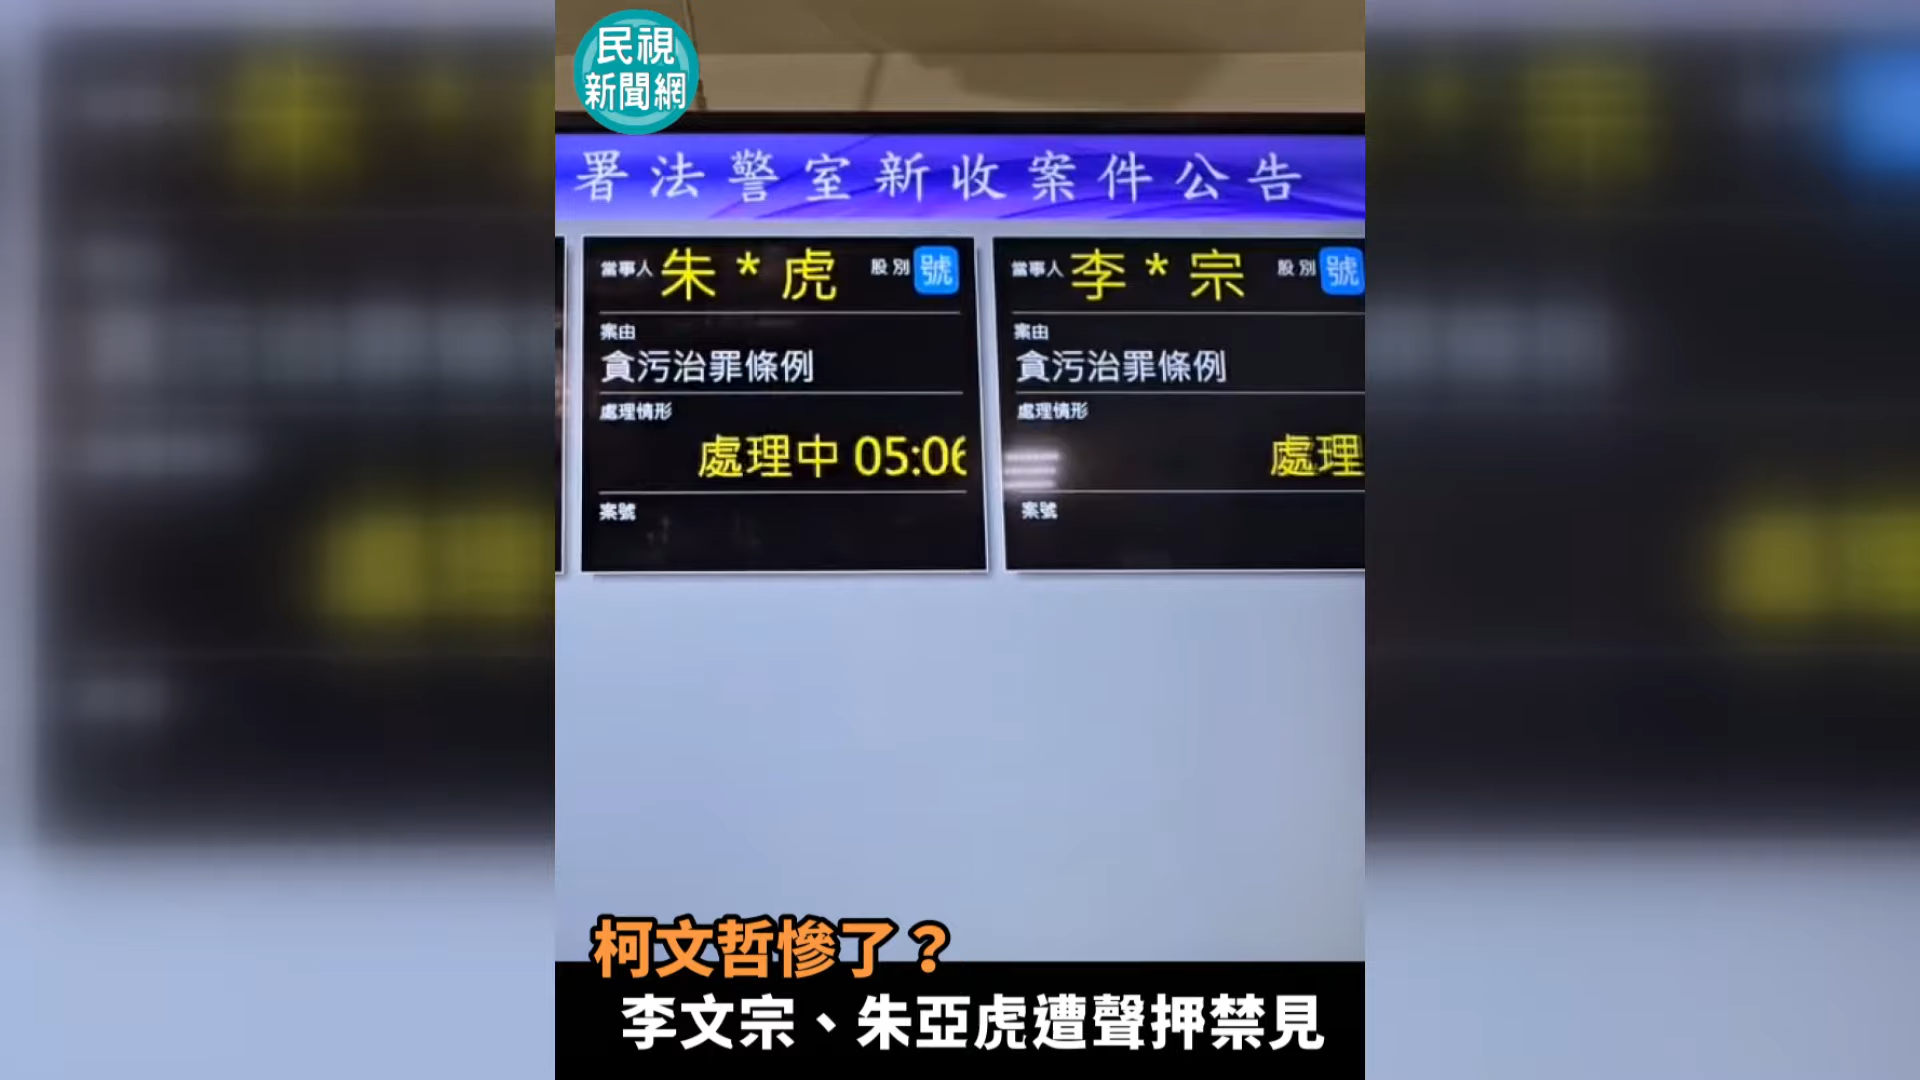 民視
新聞網
署法警室新收案件公告
當事人 朱*虎 股別 號
案由
貪污治罪條例
處理情形
處理中 05:06
案號
當事人 李*宗 股別 號
案由
貪污治罪條例
處理情形
處理
案號
柯文哲慘了？
李文宗、朱亞虎遭聲押禁見